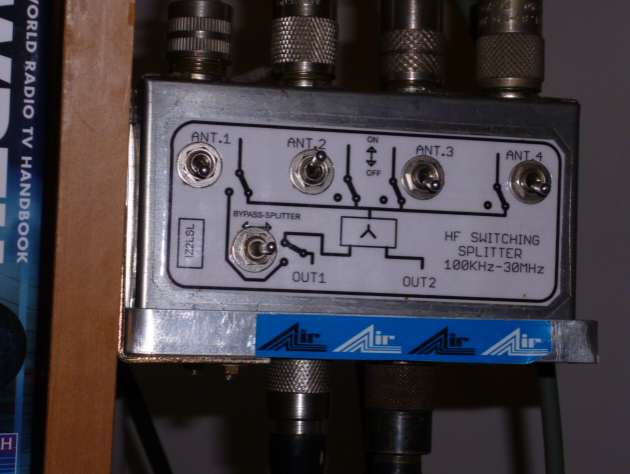 WORLD RADIO TV HANDBOOK
ANT.1
ANT.2
ON
OFF
ANT.3
ANT.4
BYPASS-SPLITTER
IZ2LSL
OUT1
OUT2
HF SWITCHING
SPLITTER
100KHz-30MHz
Air Air Air Air